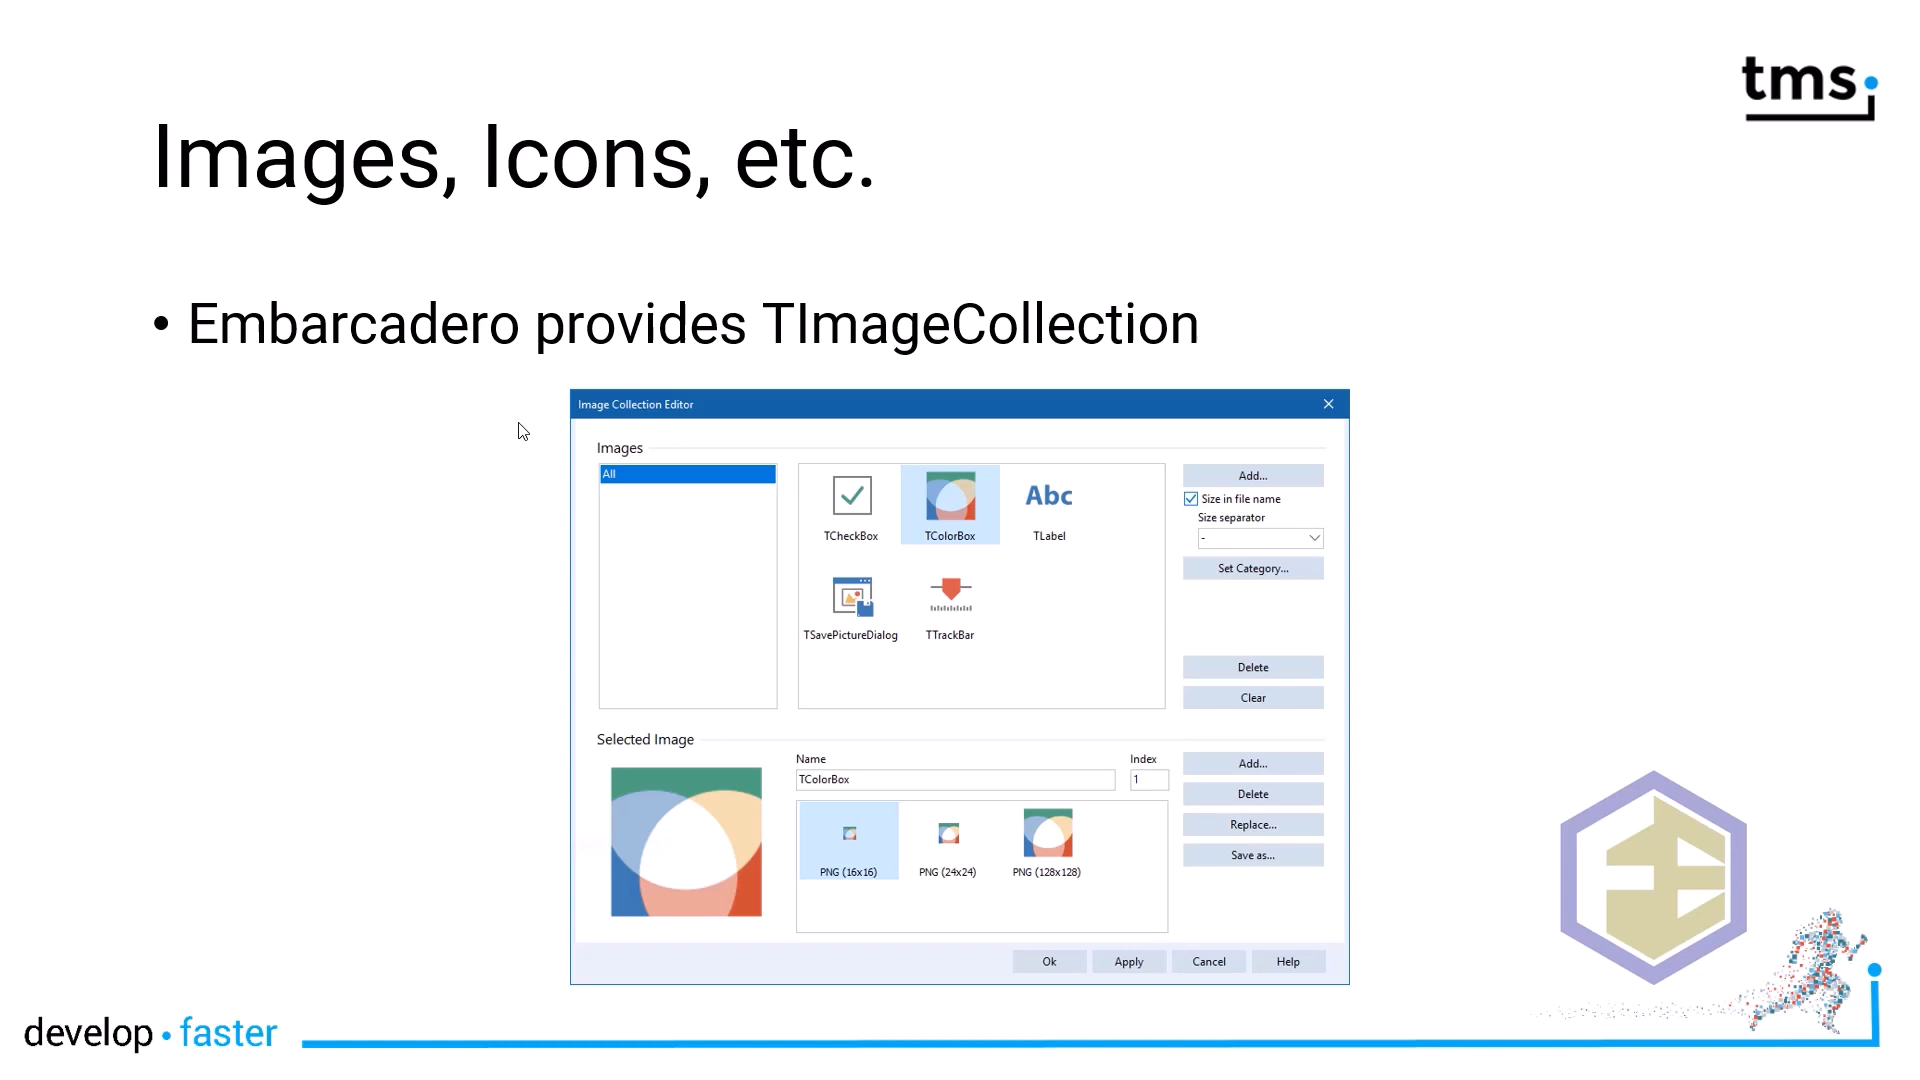 tms
Images, Icons, etc.
• Embarcadero provides TImageCollection
Image Collection Editor
Images
All
TCheckBox
TColorBox
Abc
TLabel
TSavePictureDialog
TTrackBar
Add...
Size in file name
Size separator
-
Set Category...
Delete
Clear
Selected Image
Name
Index
TColorBox
1
PNG (16x16)
PNG (24x24)
PNG (128x128)
Add...
Delete
Replace...
Save as...
Ok
Apply
Cancel
Help
develop • faster